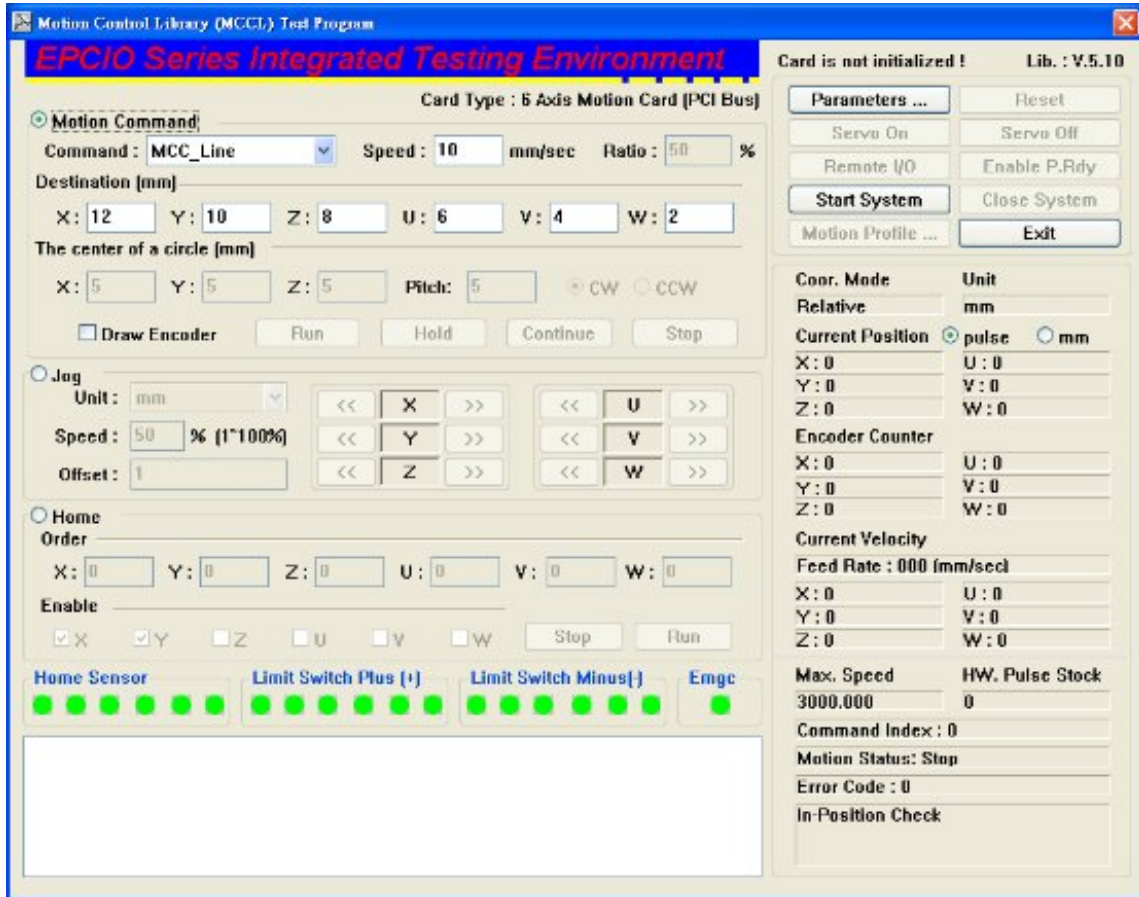 Motion Control Library (MCCL) Test Program
EPCIO Series Integrated Testing Environment
Card Type : 6 Axis Motion Card (PCI Bus)
Motion Command
Command : MCC_Line Speed : 10 mm/sec Ratio : 50 %
Destination (mm)
X : 12 Y : 10 Z : 8 U : 6 V : 4 W : 2
The center of a circle (mm)
X : 5 Y : 5 Z : 5 Pitch: 5 CW CCW
Draw Encoder Run Hold Continue Stop
Jog
Unit : mm
Speed : 50 % (1~100%)
Offset : 1
<< X >> << U >>
<< Y >> << V >>
<< Z >> << W >>
Home
Order
X : 0 Y : 0 Z : 0 U : 0 V : 0 W : 0
Enable
X Y Z U V W Stop Run
Home Sensor Limit Switch Plus (+) Limit Switch Minus(-) Emgc
Card is not initialized ! Lib. : V.5.10
Parameters ... Reset
Servo On Servo Off
Remote I/O Enable P.Rdy
Start System Close System
Motion Profile ... Exit
Coor. Mode Unit
Relative mm
Current Position pulse mm
X : 0 U : 0
Y : 0 V : 0
Z : 0 W : 0
Encoder Counter
X : 0 U : 0
Y : 0 V : 0
Z : 0 W : 0
Current Velocity
Feed Rate : 000 (mm/sec)
X : 0 U : 0
Y : 0 V : 0
Z : 0 W : 0
Max. Speed HW. Pulse Stock
3000.000 0
Command Index : 0
Motion Status: Stop
Error Code : 0
In-Position Check